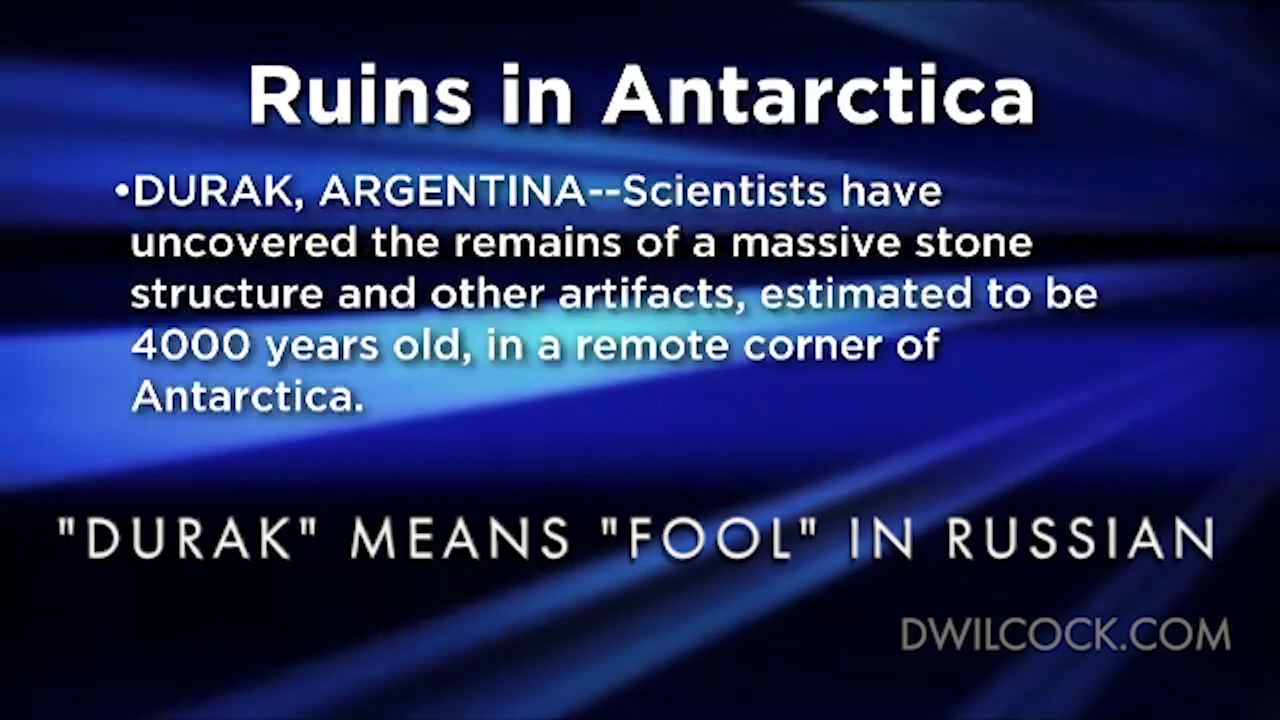 Ruins in Antarctica
•DURAK, ARGENTINA--Scientists have
uncovered the remains of a massive stone
structure and other artifacts, estimated to be
4000 years old, in a remote corner of
Antarctica.
"DURAK" MEANS "FOOL" IN RUSSIAN
DWILCOCK.COM